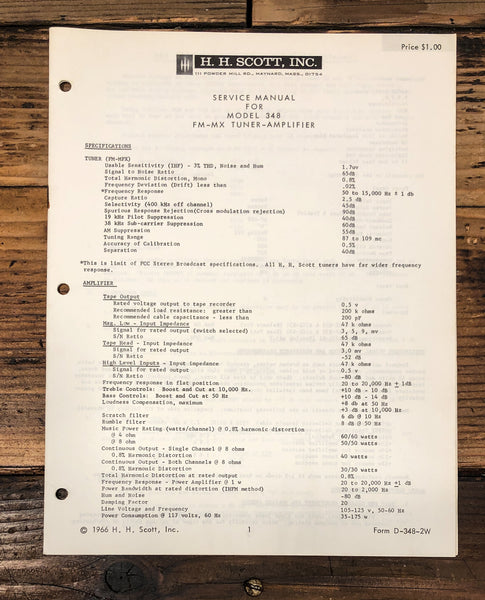 Price $1.00
H. H. SCOTT, INC.
111 POWDER MILL RD., MAYNARD, MASS., 01754
SERVICE MANUAL
FOR
MODEL 348
FM-MX TUNER-AMPLIFIER
SPECIFICATIONS
TUNER (FM-MPX)
Usable Sensitivity (IHF) - 3% THD, Noise and Hum 1.7uv
Signal to Noise Ratio 65dB
Total Harmonic Distortion, Mono 0.8%
Frequency Deviation (Drift) less than .02%
*Frequency Response 50 to 15,000 Hz ± 1 db
Capture Ratio 2.5 dB
Selectivity (400 kHz off channel) 45dB
Spurious Response Rejection(Cross modulation rejection) 90dB
19 kHz Pilot Suppression 40dB
38 kHz Sub-carrier Suppression 60dB
AM Suppression 55dB
Tuning Range 87 to 109 mc
Accuracy of Calibration 0.5%
Separation 40dB
*This is limit of FCC Stereo Broadcast specifications. All H. H. Scott tuners have far wider frequency
response.
AMPLIFIER
Tape Output
Rated voltage output to tape recorder 0.5 v
Recommended load resistance: greater than 200 k ohms
Recommended cable capacitance - less than 200 pF
Mag. Low - Input Impedance 47 k ohms
Signal for rated output (switch selected) 3, 5, 9, mv
S/N Ratio 65 dB
Tape Head - Input Impedance 47 k ohms
Signal for rated output 3.0 mv
S/N Ratio -52 dB
High Level Inputs - Input Impedance 47 k ohms
Signal for rated output 0.5 v
S/N Ratio -80 dB
Frequency response in flat position 20 to 20,000 Hz ± 1dB
Treble Controls: Boost and Cut at 10,000 Hz. +10 dB - 10 dB
Bass Controls: Boost and Cut at 50 Hz +10 dB - 14 dB
Loudness Compensation, maximum +8 db at 50 Hz
+3 dB at 10,000 Hz
Scratch filter 6 db @ 10 Hz
Rumble filter 8 dB @ 50 Hz
Music Power Rating (watts/channel) @ 0.8% harmonic distortion
@ 4 ohm 60/60 watts
@ 8 ohm 50/50 watts
Continuous Output - Single Channel @ 8 ohms
0.8% Harmonic Distortion 40 watts
Continuous Output - Both Channels @ 8 ohms
0.8% Harmonic Distortion 30/30 watts
Total Harmonic Distortion at rated output 0.8%
Frequency Response - Power Amplifier @ 1 w 20 to 20,000 Hz ±1 db
Power Bandwidth at rated distortion (IHFM method) 20 to 2,000 Hz
Hum and Noise -80 dB
Damping Factor 20
Line Voltage and Frequency 105-125 v, 50-60 Hz
Power Consumption @ 117 volts, 60 Hz 35-175 w
© 1966 H. H. Scott, Inc.
1
Form D-348-2W